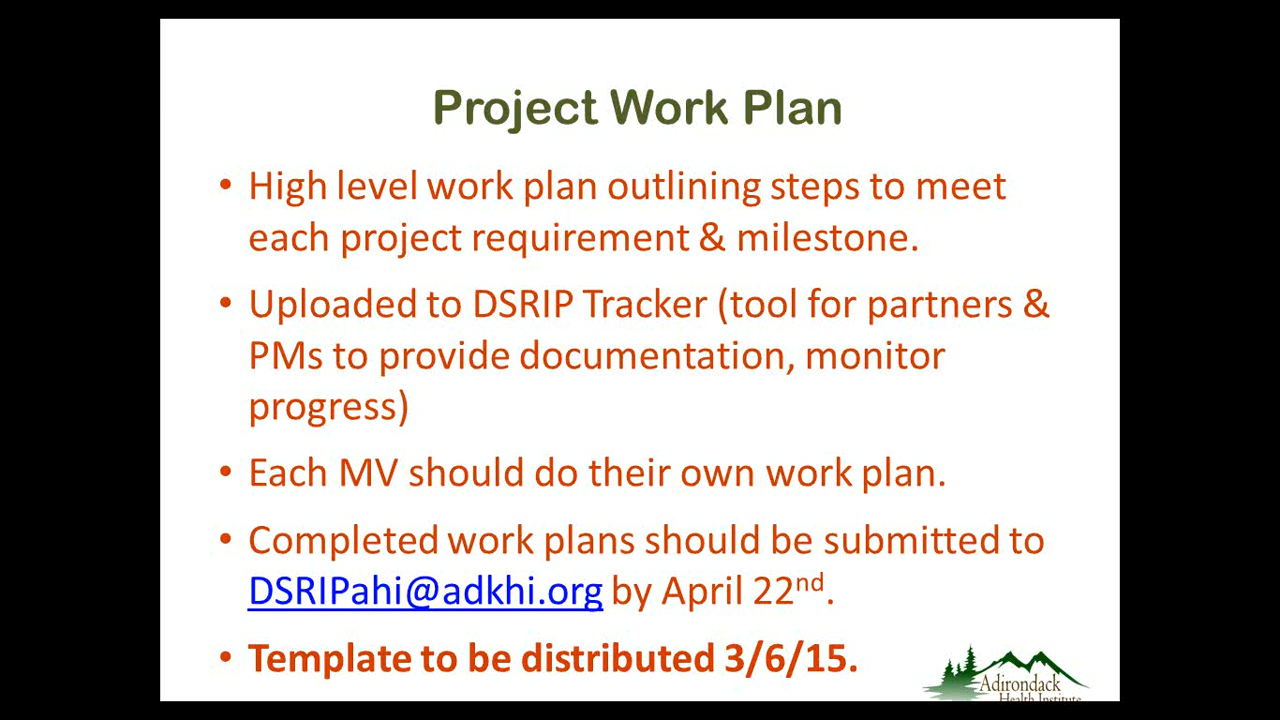 Project Work Plan
• High level work plan outlining steps to meet
each project requirement & milestone.
• Uploaded to DSRIP Tracker (tool for partners &
PMs to provide documentation, monitor
progress)
• Each MV should do their own work plan.
• Completed work plans should be submitted to
DSRIPahi@adkhi.org by April 22nd.
• Template to be distributed 3/6/15.
Adirondack
Health Institute